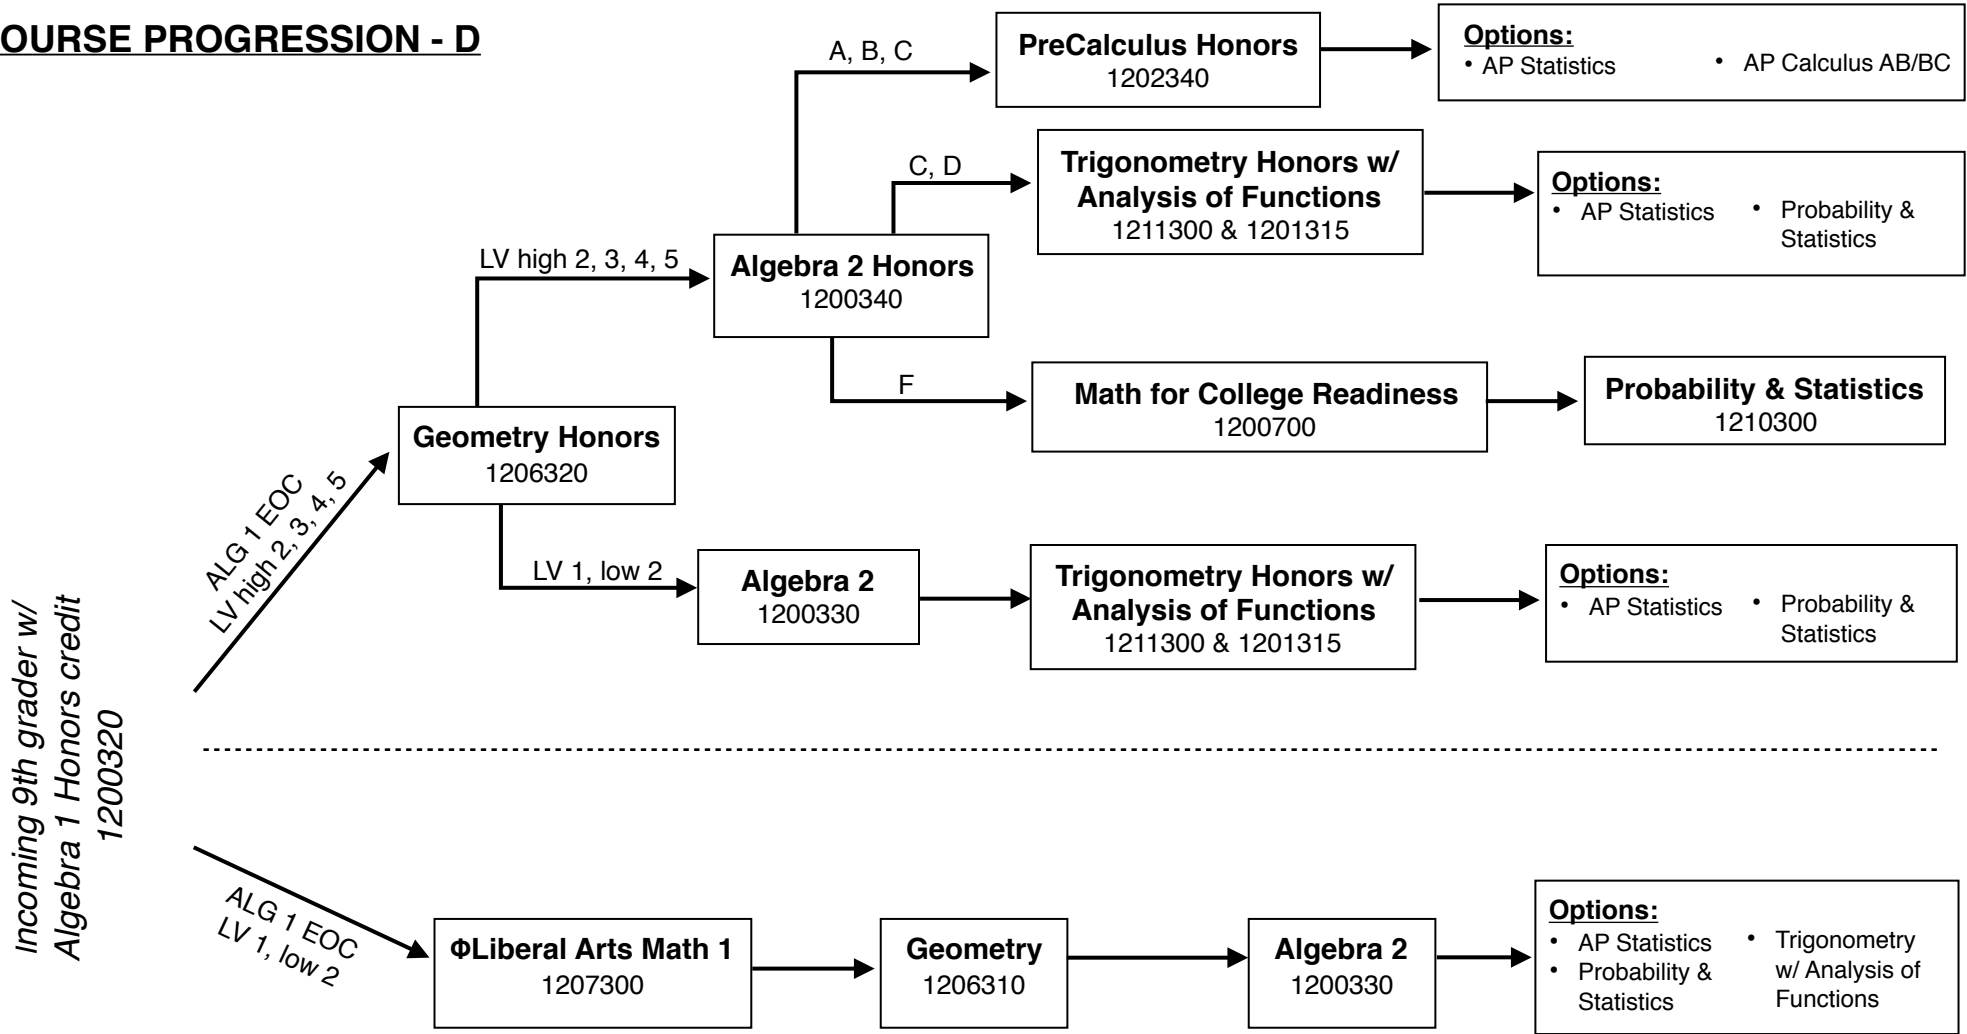 OURSE PROGRESSION - D
A, B, C
PreCalculus Honors
1202340
Options:
• AP Statistics
• AP Calculus AB/BC
C, D
Trigonometry Honors w/
Analysis of Functions
1211300 & 1201315
Options:
• AP Statistics
• Probability &
Statistics
LV high 2, 3, 4, 5
Algebra 2 Honors
1200340
F
Math for College Readiness
1200700
Probability & Statistics
1210300
Geometry Honors
1206320
ALG 1 EOC
LV high 2, 3, 4, 5
LV 1, low 2
Algebra 2
1200330
Trigonometry Honors w/
Analysis of Functions
1211300 & 1201315
Options:
• AP Statistics
• Probability &
Statistics
Incoming 9th grader w/
Algebra 1 Honors credit
1200320
ALG 1 EOC
LV 1, low 2
ΦLiberal Arts Math 1
1207300
Geometry
1206310
Algebra 2
1200330
Options:
• AP Statistics
• Probability &
Statistics
• Trigonometry
w/ Analysis of
Functions